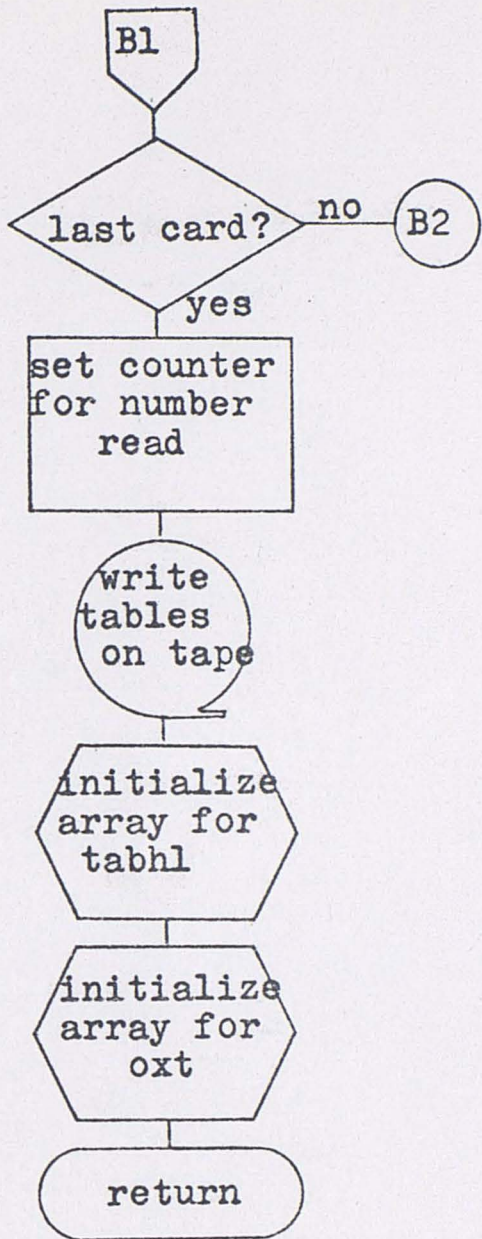 B1
last card?
no
B2
yes
set counter
for number
read
write
tables
on tape
initialize
array for
tabhl
initialize
array for
oxt
return